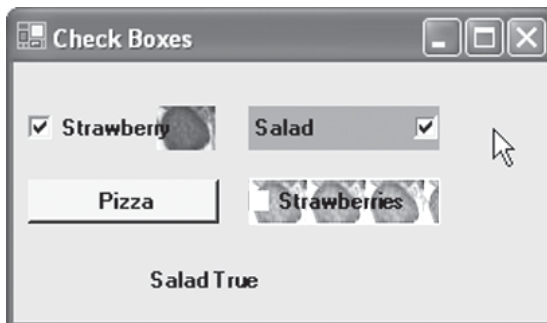 Check Boxes
Strawberry Salad
Pizza Strawberries
Salad True